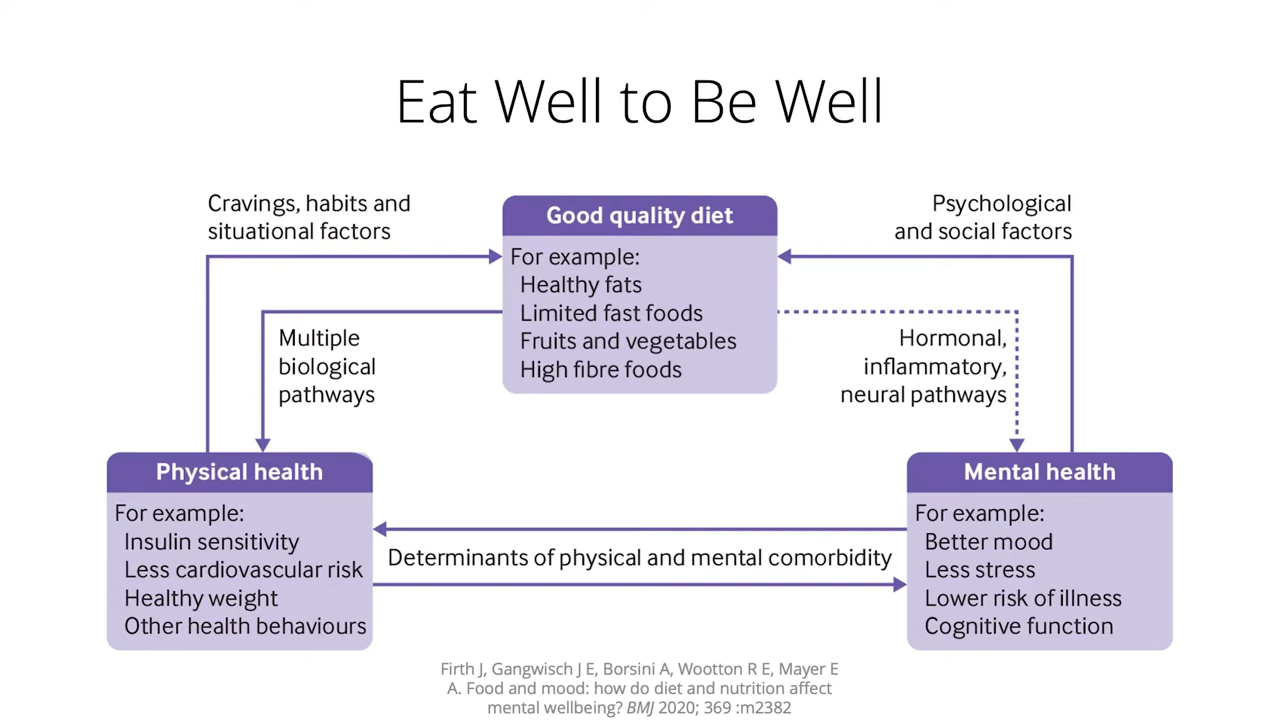 Eat Well to Be Well
Cravings, habits and
situational factors
Good quality diet
For example:
Healthy fats
Limited fast foods
Fruits and vegetables
High fibre foods
Psychological
and social factors
Multiple
biological
pathways
Hormonal,
inflammatory,
neural pathways
Physical health
For example:
Insulin sensitivity
Less cardiovascular risk
Healthy weight
Other health behaviours
Determinants of physical and mental comorbidity
Mental health
For example:
Better mood
Less stress
Lower risk of illness
Cognitive function
Firth J, Gangwisch J E, Borsini A, Wootton R E, Mayer E
A. Food and mood: how do diet and nutrition affect
mental wellbeing? BMJ 2020; 369 :m2382